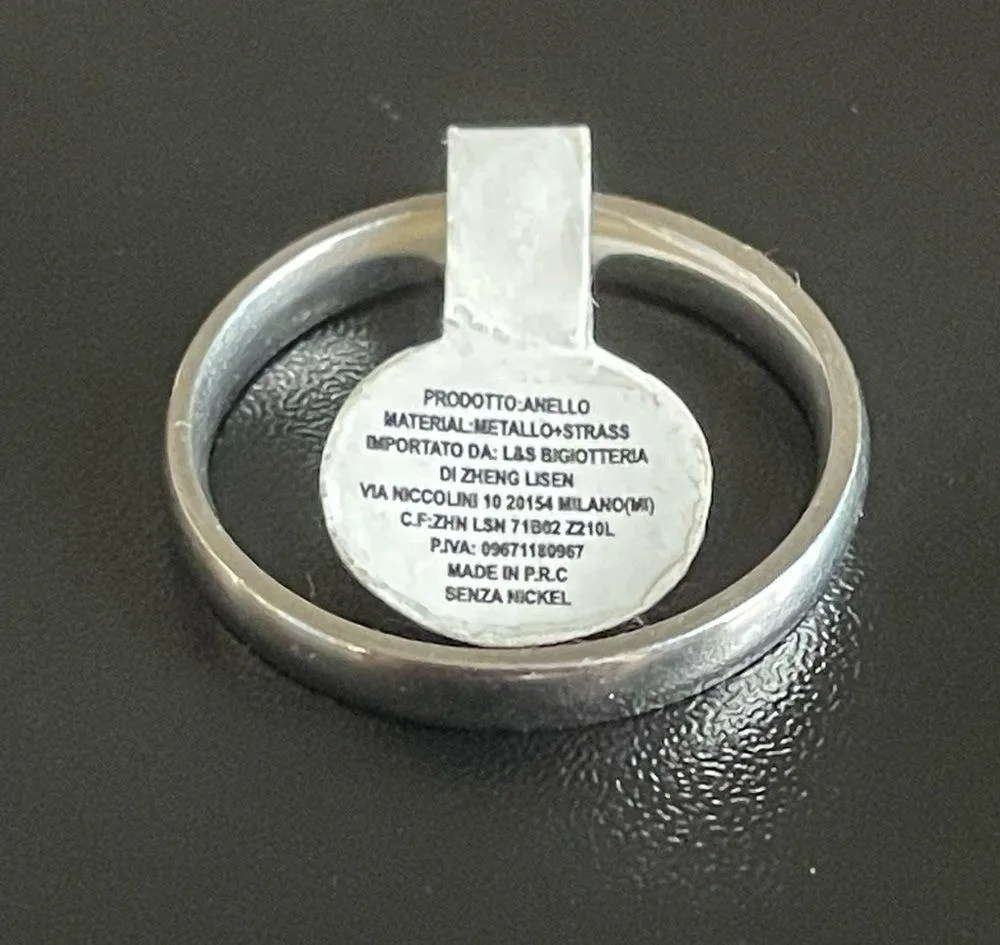 PRODOTTO:ANELLO
MATERIAL:METALLO+STRASS
IMPORTATO DA: L&S BIGIOTTERIA
DI ZHENG LISEN
VIA NICCOLINI 10 20154 MILANO(MI)
C.F:ZHN LSN 71B02 Z210L
P.IVA: 09671180967
MADE IN P.R.C
SENZA NICKEL